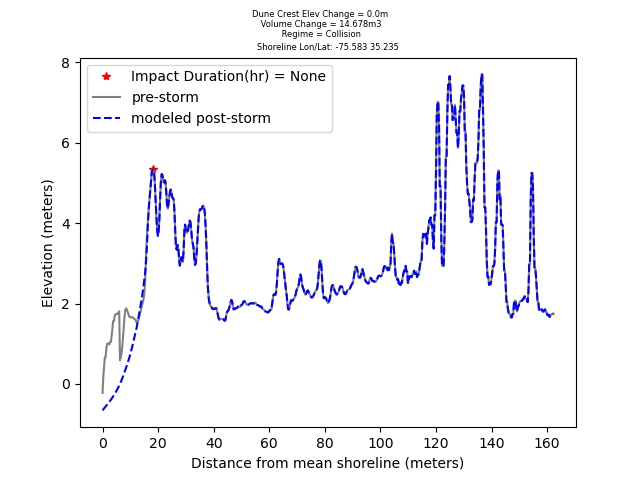 Dune Crest Elev Change = 0.0m
Volume Change = 14.678m3
Regime = Collision
Shoreline Lon/Lat: -75.583 35.235
Impact Duration(hr) = None
pre-storm
modeled post-storm
8
6
4
2
0
Elevation (meters)
0 20 40 60 80 100 120 140 160
Distance from mean shoreline (meters)